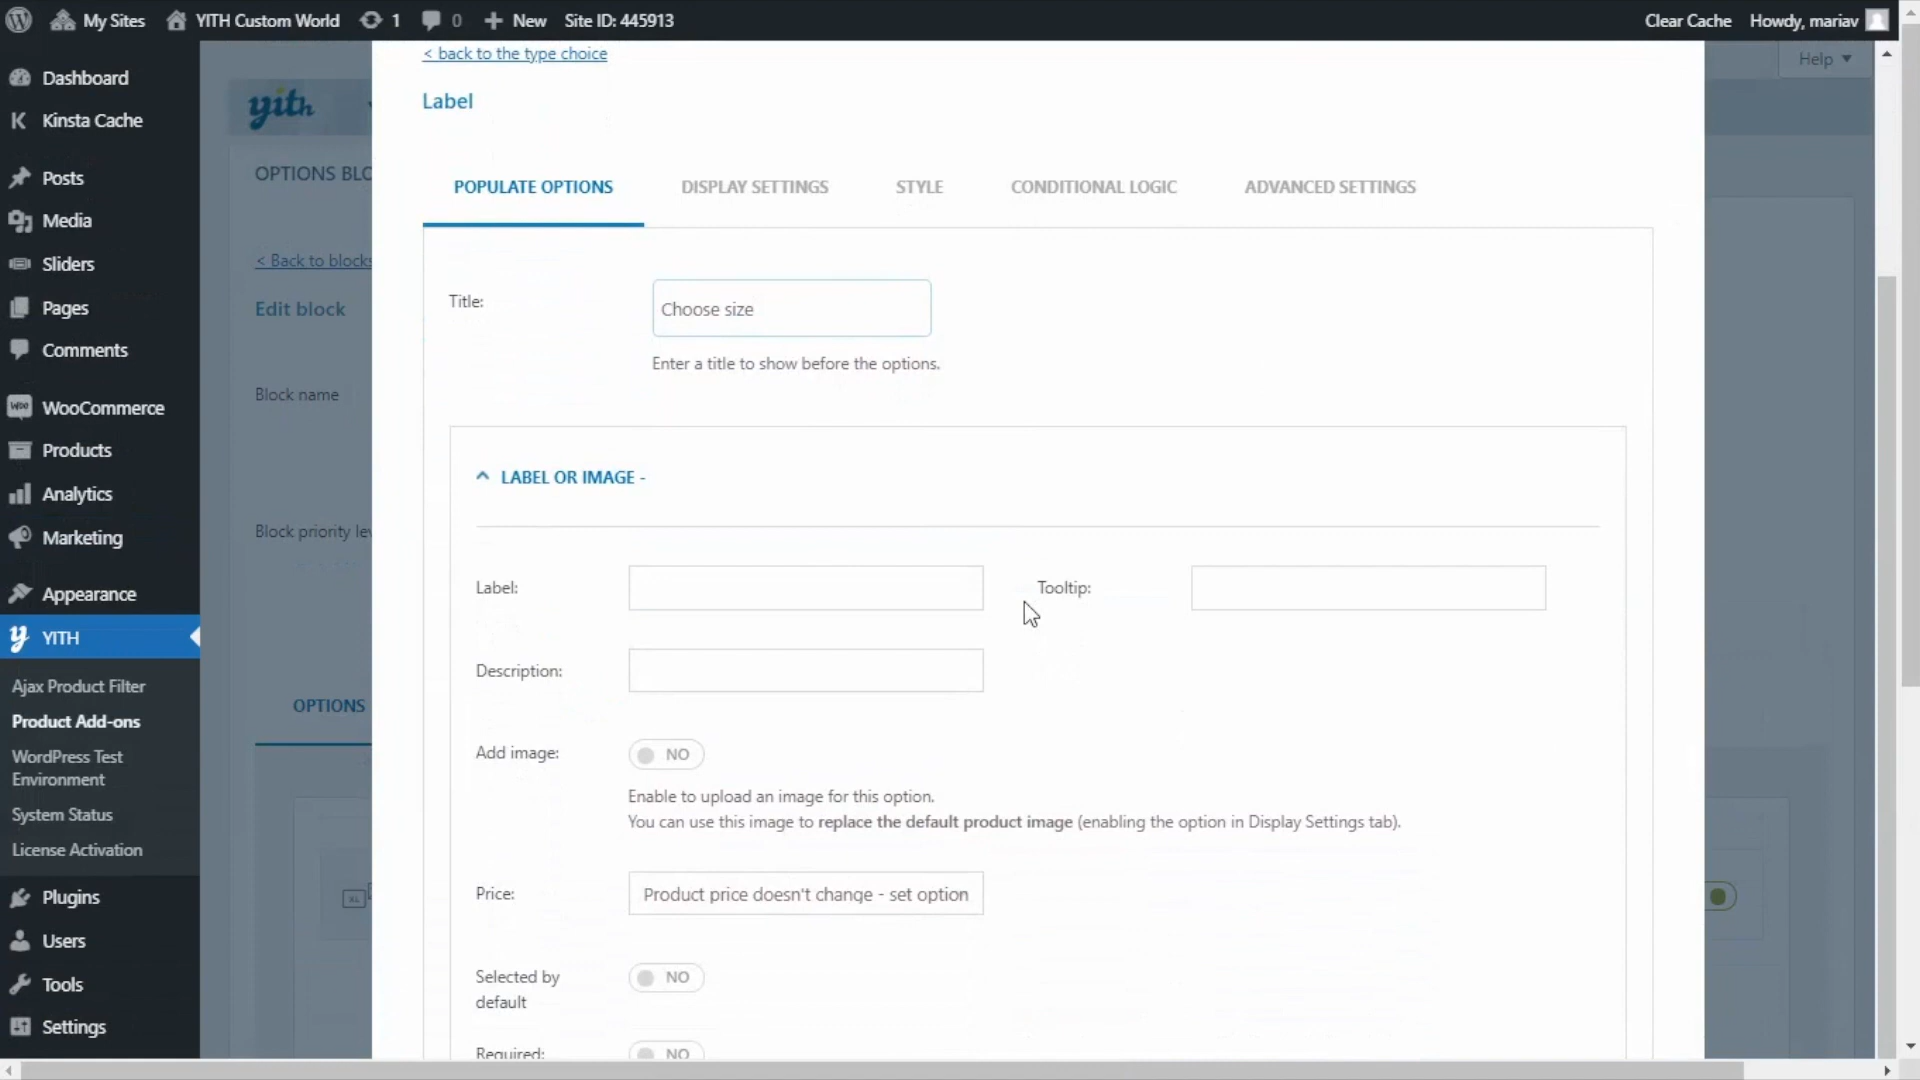 My Sites
YITH Custom World
1
0
New
Site ID: 445913
Clear Cache
Howdy, mariav
Dashboard
Kinsta Cache
Posts
Media
Sliders
Pages
Comments
WooCommerce
Products
Analytics
Marketing
Appearance
YITH
Ajax Product Filter
Product Add-ons
WordPress Test
Environment
System Status
License Activation
Plugins
Users
Tools
Settings
Help
yith
OPTIONS BLO
< Back to blocks
Edit block
Block name
Block priority lev
OPTIONS
XL
< back to the type choice
Label
POPULATE OPTIONS
DISPLAY SETTINGS
STYLE
CONDITIONAL LOGIC
ADVANCED SETTINGS
Title:
Choose size
Enter a title to show before the options.
LABEL OR IMAGE -
Label:
Tooltip:
Description:
Add image:
NO
Enable to upload an image for this option.
You can use this image to replace the default product image (enabling the option in Display Settings tab).
Price:
Product price doesn't change - set option
Selected by
default
NO
Required:
NO